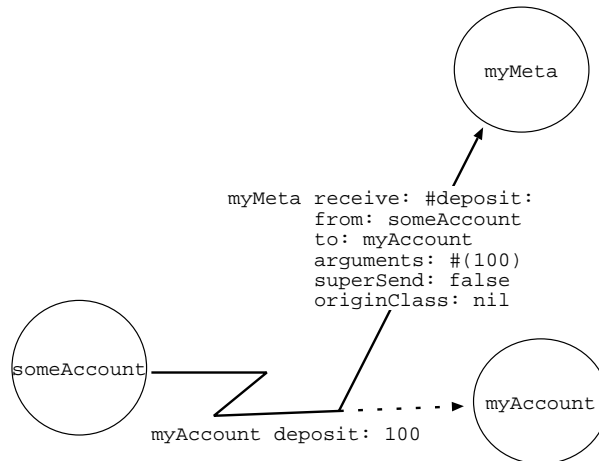 myMeta
myMeta receive: #deposit:
from: someAccount
to: myAccount
arguments: #(100)
superSend: false
originClass: nil
someAccount
myAccount
myAccount deposit: 100